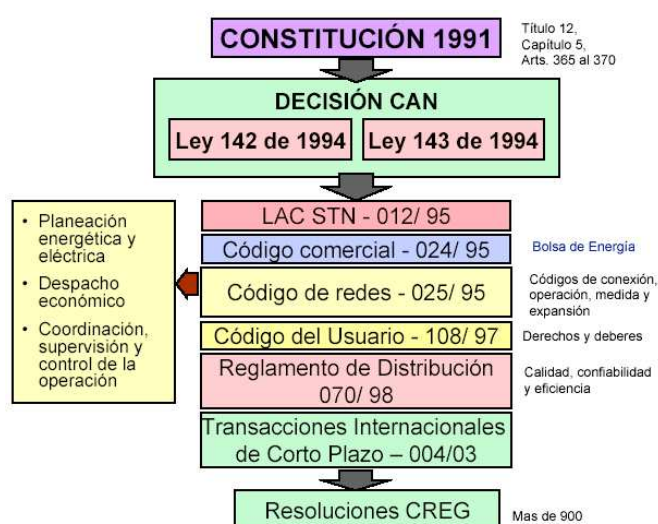 CONSTITUCIÓN 1991
Título 12,
Capítulo 5,
Arts. 365 al 370
DECISIÓN CAN
Ley 142 de 1994
Ley 143 de 1994
• Planeación
energética y
eléctrica
• Despacho
económico
• Coordinación,
supervisión y
control de la
operación
LAC STN - 012/ 95
Código comercial - 024/ 95
Bolsa de Energía
Código de redes - 025/ 95
Códigos de conexión,
operación, medida y
expansión
Código del Usuario - 108/ 97
Derechos y deberes
Reglamento de Distribución
070/ 98
Calidad, confiabilidad
y eficiencia
Transacciones Internacionales
de Corto Plazo – 004/03
Resoluciones CREG
Mas de 900